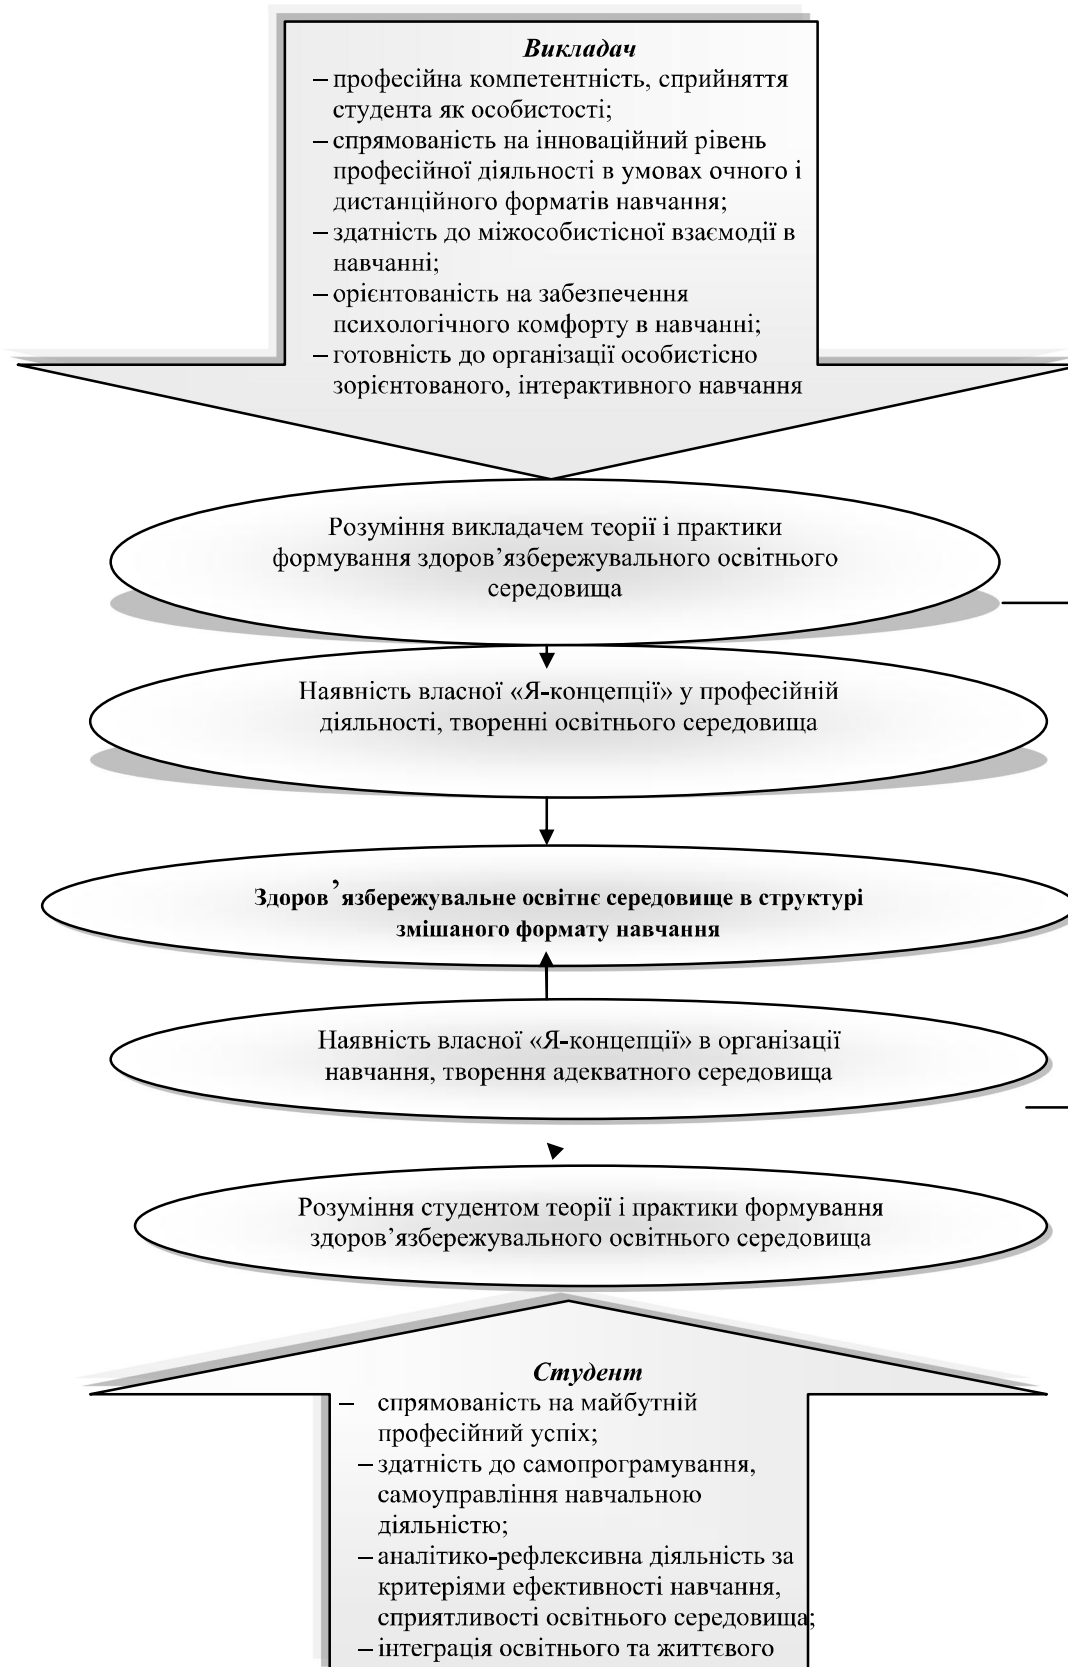 Викладач
– професійна компетентність, сприйняття
студента як особистості;
– спрямованість на інноваційний рівень
професійної діяльності в умовах очного і
дистанційного форматів навчання;
– здатність до міжособистісної взаємодії в
навчанні;
– орієнтованість на забезпечення
психологічного комфорту в навчанні;
– готовність до організації особистісно
зорієнтованого, інтерактивного навчання
Розуміння викладачем теорії і практики
формування здоров’язбережувального освітнього
середовища
Наявність власної «Я-концепції» у професійній
діяльності, творенні освітнього середовища
Здоров’язбережувальне освітнє середовище в структурі
змішаного формату навчання
Наявність власної «Я-концепції» в організації
навчання, творення адекватного середовища
Розуміння студентом теорії і практики формування
здоров’язбережувального освітнього середовища
Студент
– спрямованість на майбутній
професійний успіх;
– здатність до самопрограмування,
самоуправління навчальною
діяльністю;
– аналітико-рефлексивна діяльність за
критеріями ефективності навчання,
сприятливості освітнього середовища;
– інтеграція освітнього та життєвого